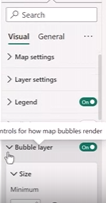 Search
Visual General ...
Map settings
Layer settings
Legend On
ntrols for how map bubbles render
Bubble layer On
Size
Minimum